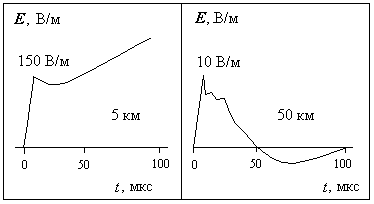 E, В/м
150 В/м
5 км
0 50 100
t, мкс
E, В/м
10 В/м
50 км
0 50 100
t, мкс